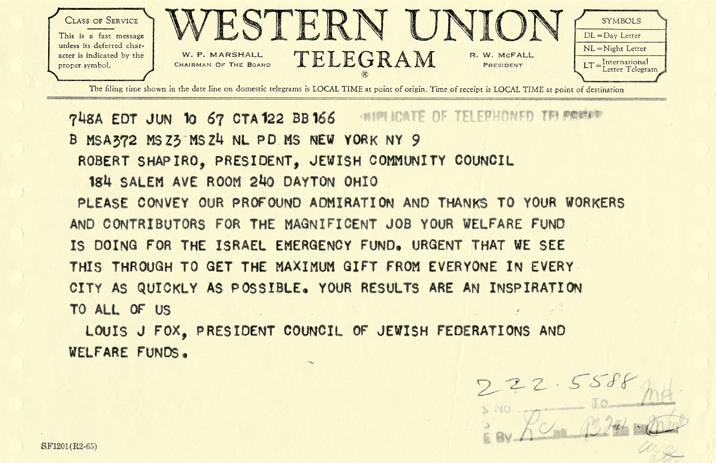 CLASS OF SERVICE
This is a fast message
unless its deferred char-
acter is indicated by the
proper symbol.
WESTERN UNION
TELEGRAM
®
W. P. MARSHALL
CHAIRMAN OF THE BOARD
R. W. McFALL
PRESIDENT
SYMBOLS
DL=Day Letter
NL=Night Letter
LT=International Letter Telegram
The filing time shown in the date line on domestic telegrams is LOCAL TIME at point of origin. Time of receipt is LOCAL TIME at point of destination
748A EDT JUN 10 67 CTA122 BB166 DUPLICATE OF TELEPHONED TELEGRAM
B MSA372 MSZ3 MSZ4 NL PD MS NEW YORK NY 9
ROBERT SHAPIRO, PRESIDENT, JEWISH COMMUNITY COUNCIL
184 SALEM AVE ROOM 240 DAYTON OHIO
PLEASE CONVEY OUR PROFOUND ADMIRATION AND THANKS TO YOUR WORKERS
AND CONTRIBUTORS FOR THE MAGNIFICENT JOB YOUR WELFARE FUND
IS DOING FOR THE ISRAEL EMERGENCY FUND. URGENT THAT WE SEE
THIS THROUGH TO GET THE MAXIMUM GIFT FROM EVERYONE IN EVERY
CITY AS QUICKLY AS POSSIBLE. YOUR RESULTS ARE AN INSPIRATION
TO ALL OF US
LOUIS J FOX, PRESIDENT COUNCIL OF JEWISH FEDERATIONS AND
WELFARE FUNDS.
222-5588
No To
By
SF1201(R2-65)